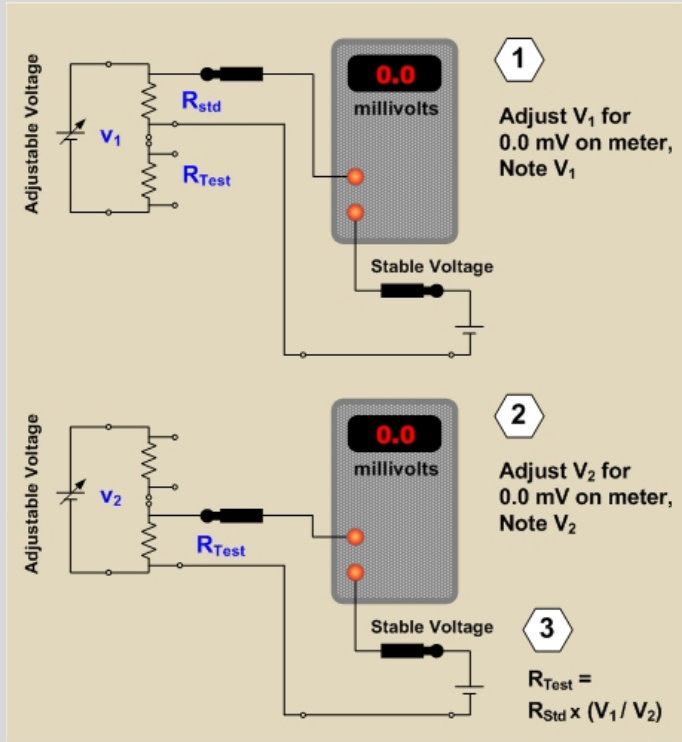 Adjustable Voltage
V1
Rstd
RTest
0.0
millivolts
1
Adjust V1 for
0.0 mV on meter,
Note V1
Stable Voltage
Adjustable Voltage
V2
RTest
0.0
millivolts
2
Adjust V2 for
0.0 mV on meter,
Note V2
Stable Voltage
3
RTest =
RStd x (V1/ V2)